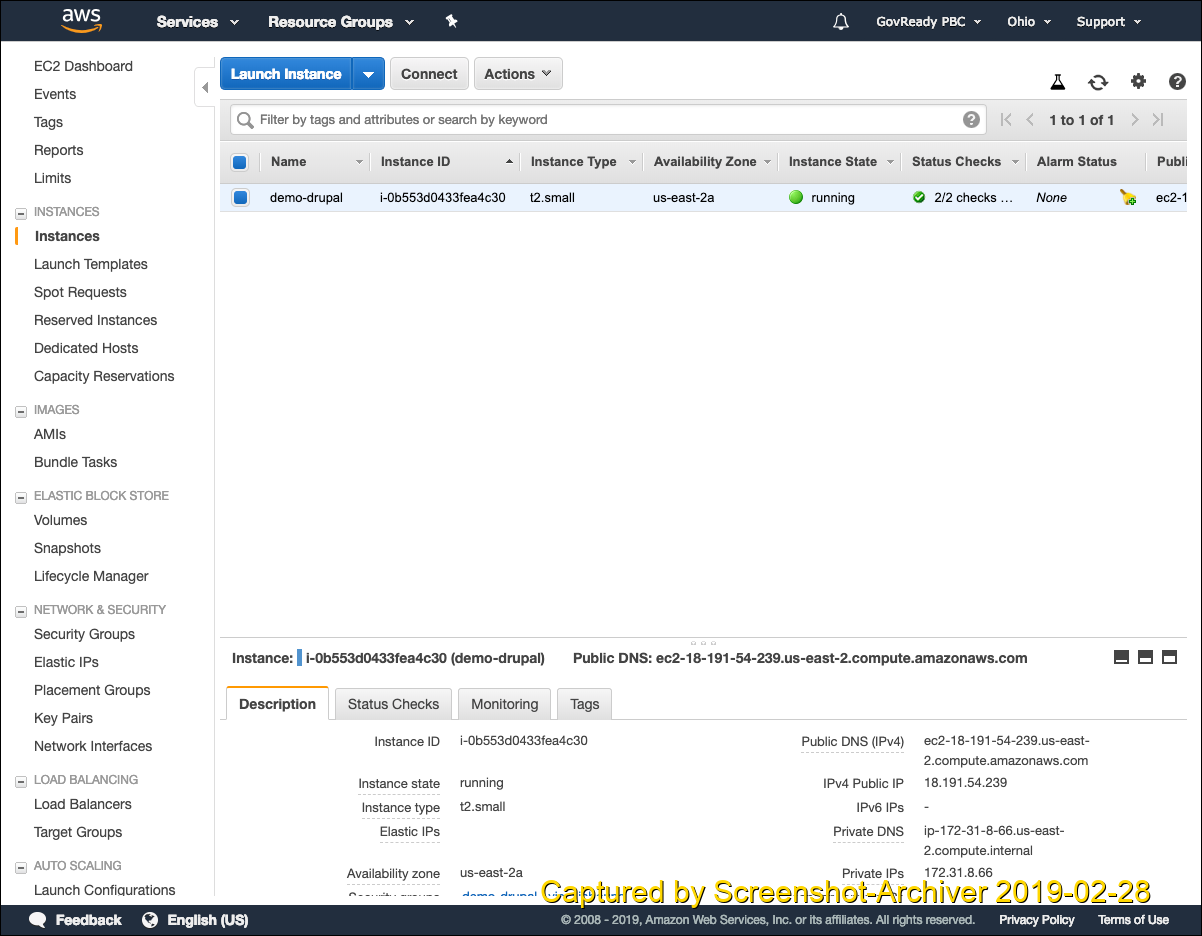 aws Services Resource Groups GovReady PBC Ohio Support
EC2 Dashboard
Events
Tags
Reports
Limits
INSTANCES
Instances
Launch Templates
Spot Requests
Reserved Instances
Dedicated Hosts
Capacity Reservations
IMAGES
AMIs
Bundle Tasks
ELASTIC BLOCK STORE
Volumes
Snapshots
Lifecycle Manager
NETWORK & SECURITY
Security Groups
Elastic IPs
Placement Groups
Key Pairs
Network Interfaces
LOAD BALANCING
Load Balancers
Target Groups
AUTO SCALING
Launch Configurations
Launch Instance Connect Actions
Filter by tags and attributes or search by keyword 1 to 1 of 1
Name Instance ID Instance Type Availability Zone Instance State Status Checks Alarm Status Publi
demo-drupal i-0b553d0433fea4c30 t2.small us-east-2a running 2/2 checks ... None ec2-1
Instance: i-0b553d0433fea4c30 (demo-drupal) Public DNS: ec2-18-191-54-239.us-east-2.compute.amazonaws.com
Description Status Checks Monitoring Tags
Instance ID i-0b553d0433fea4c30
Instance state running
Instance type t2.small
Elastic IPs
Availability zone us-east-2a
Public DNS (IPv4) ec2-18-191-54-239.us-east-
2.compute.amazonaws.com
IPv4 Public IP 18.191.54.239
IPv6 IPs -
Private DNS ip-172-31-8-66.us-east-
2.compute.internal
Private IPs 172.31.8.66
Captured by Screenshot-Archiver 2019-02-28
Feedback English (US) © 2008 - 2019, Amazon Web Services, Inc. or its affiliates. All rights reserved. Privacy Policy Terms of Use